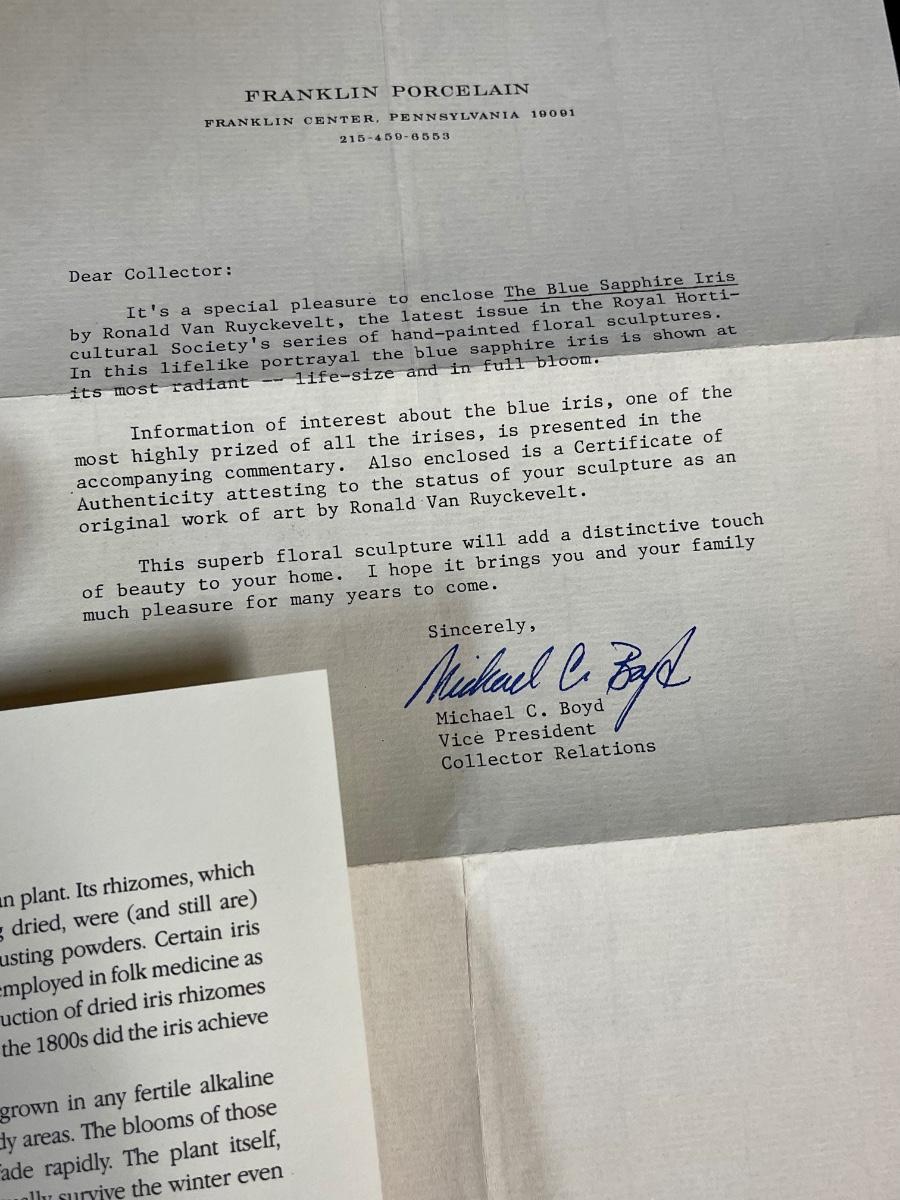 FRANKLIN PORCELAIN
FRANKLIN CENTER, PENNSYLVANIA 19091
215-459-6553
Dear Collector:
It's a special pleasure to enclose The Blue Sapphire Iris
by Ronald Van Ruyckevelt, the latest issue in the Royal Horti-
cultural Society's series of hand-painted floral sculptures.
In this lifelike portrayal the blue sapphire iris is shown at
its most radiant -- life-size and in full bloom.
Information of interest about the blue iris, one of the
most highly prized of all the irises, is presented in the
accompanying commentary. Also enclosed is a Certificate of
Authenticity attesting to the status of your sculpture as an
original work of art by Ronald Van Ruyckevelt.
This superb floral sculpture will add a distinctive touch
of beauty to your home. I hope it brings you and your family
much pleasure for many years to come.
Sincerely,
Michael C. Boyd
Michael C. Boyd
Vice President
Collector Relations
plant. Its rhizomes, which
dried, were (and still are)
powders. Certain iris
employed in folk medicine as
of dried iris rhizomes
the 1800s did the iris achieve
grown in any fertile alkaline
areas. The blooms of those
rapidly. The plant itself,
survive the winter even